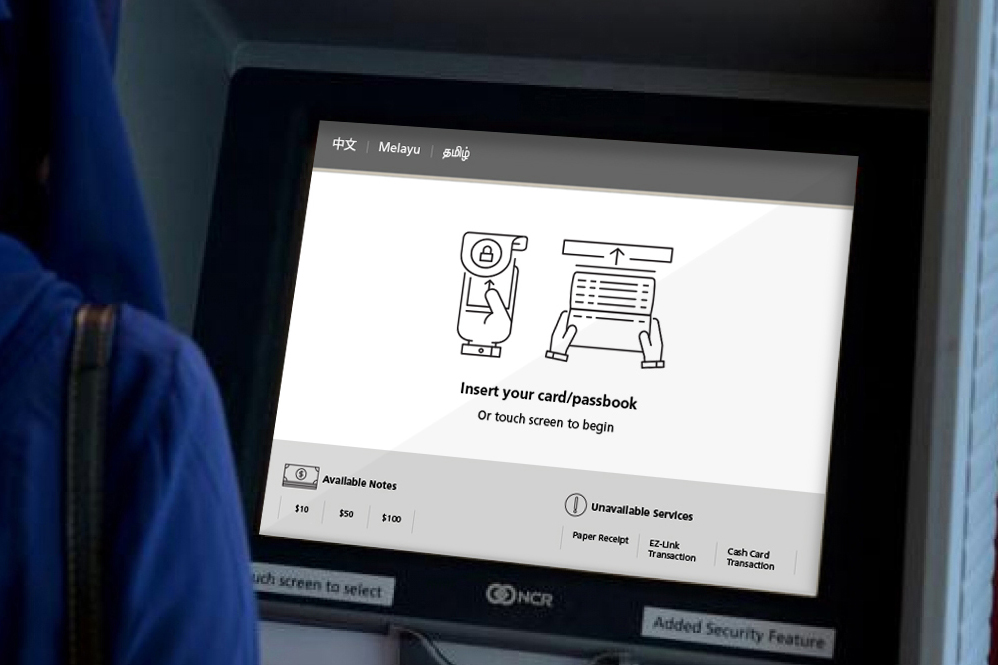 中文 Melayu தமிழ்
Insert your card/passbook
Or touch screen to begin
Available Notes
$10 $50 $100
Unavailable Services
Paper Receipt
EZ-Link
Transaction
Cash Card
Transaction
uch screen to select
NCR
Added Security Feature